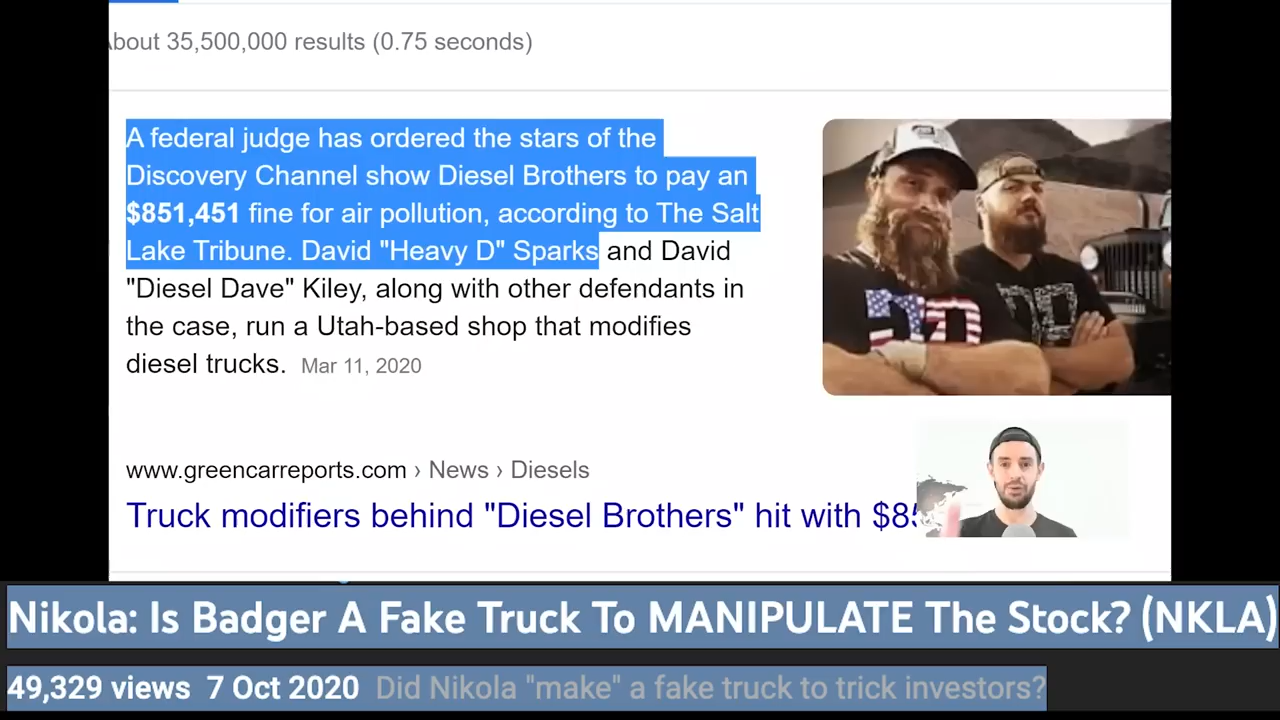 About 35,500,000 results (0.75 seconds)
A federal judge has ordered the stars of the
Discovery Channel show Diesel Brothers to pay an
$851,451 fine for air pollution, according to The Salt
Lake Tribune. David "Heavy D" Sparks and David
"Diesel Dave" Kiley, along with other defendants in
the case, run a Utah-based shop that modifies
diesel trucks. Mar 11, 2020
www.greencarreports.com › News › Diesels
Truck modifiers behind "Diesel Brothers" hit with $85
Nikola: Is Badger A Fake Truck To MANIPULATE The Stock? (NKLA)
49,329 views 7 Oct 2020 Did Nikola "make" a fake truck to trick investors?